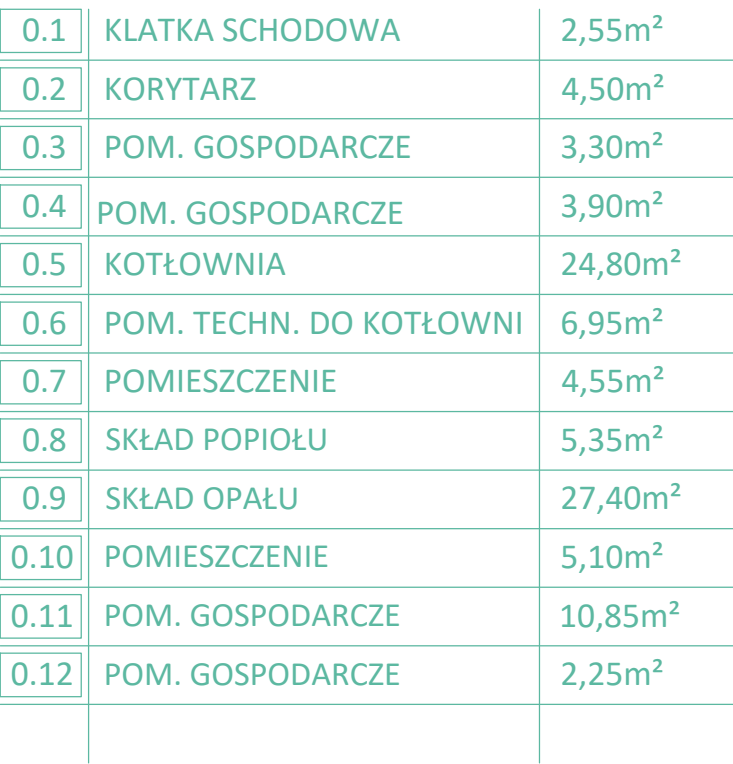 0.1 KLATKA SCHODOWA 2,55m²
0.2 KORYTARZ 4,50m²
0.3 POM. GOSPODARCZE 3,30m²
0.4 POM. GOSPODARCZE 3,90m²
0.5 KOTŁOWNIA 24,80m²
0.6 POM. TECHN. DO KOTŁOWNI 6,95m²
0.7 POMIESZCZENIE 4,55m²
0.8 SKŁAD POPIOŁU 5,35m²
0.9 SKŁAD OPAŁU 27,40m²
0.10 POMIESZCZENIE 5,10m²
0.11 POM. GOSPODARCZE 10,85m²
0.12 POM. GOSPODARCZE 2,25m²